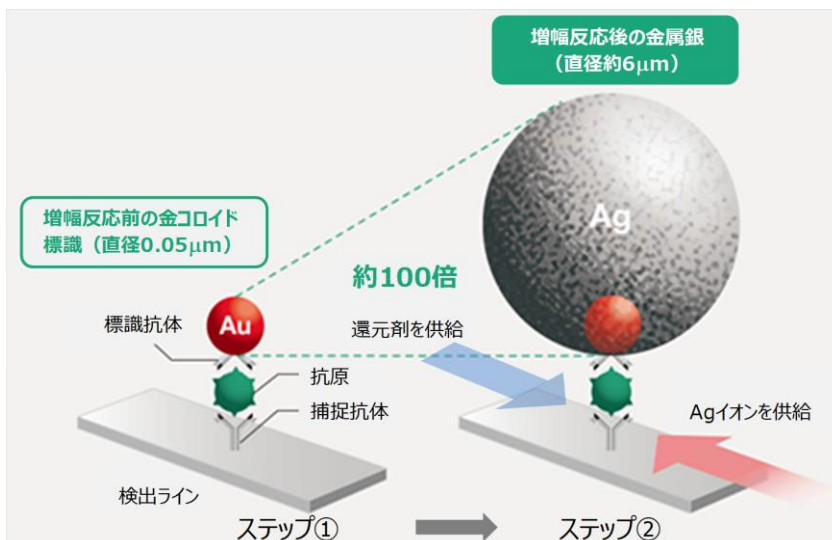 増幅反応後の金属銀
（直径約6μm）
増幅反応前の金コロイド
標識（直径0.05μm）
Ag
約100倍
Au
標識抗体
還元剤を供給
抗原
捕捉抗体
Agイオンを供給
検出ライン
ステップ①
ステップ②